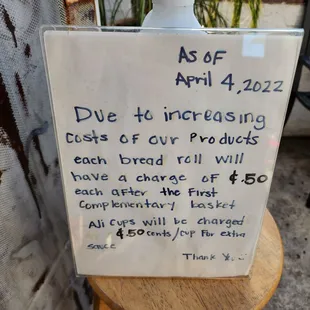 As of
April 4, 2022
Due to increasing
costs of our Products
each bread roll will
have a charge of ¢.50
each after the first
complementary basket
Ali cups will be charged
¢.50 cents/cup for extra
sauce
Thank